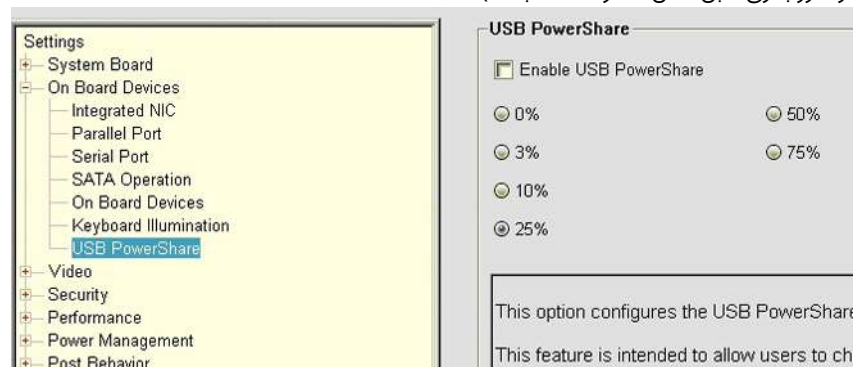 Settings
System Board
On Board Devices
Integrated NIC
Parallel Port
Serial Port
SATA Operation
On Board Devices
Keyboard Illumination
USB PowerShare
Video
Security
Performance
Power Management
Post Behavior
USB PowerShare
Enable USB PowerShare
0% 50%
3% 75%
10%
25%
This option configures the USB PowerShare
This feature is intended to allow users to ch